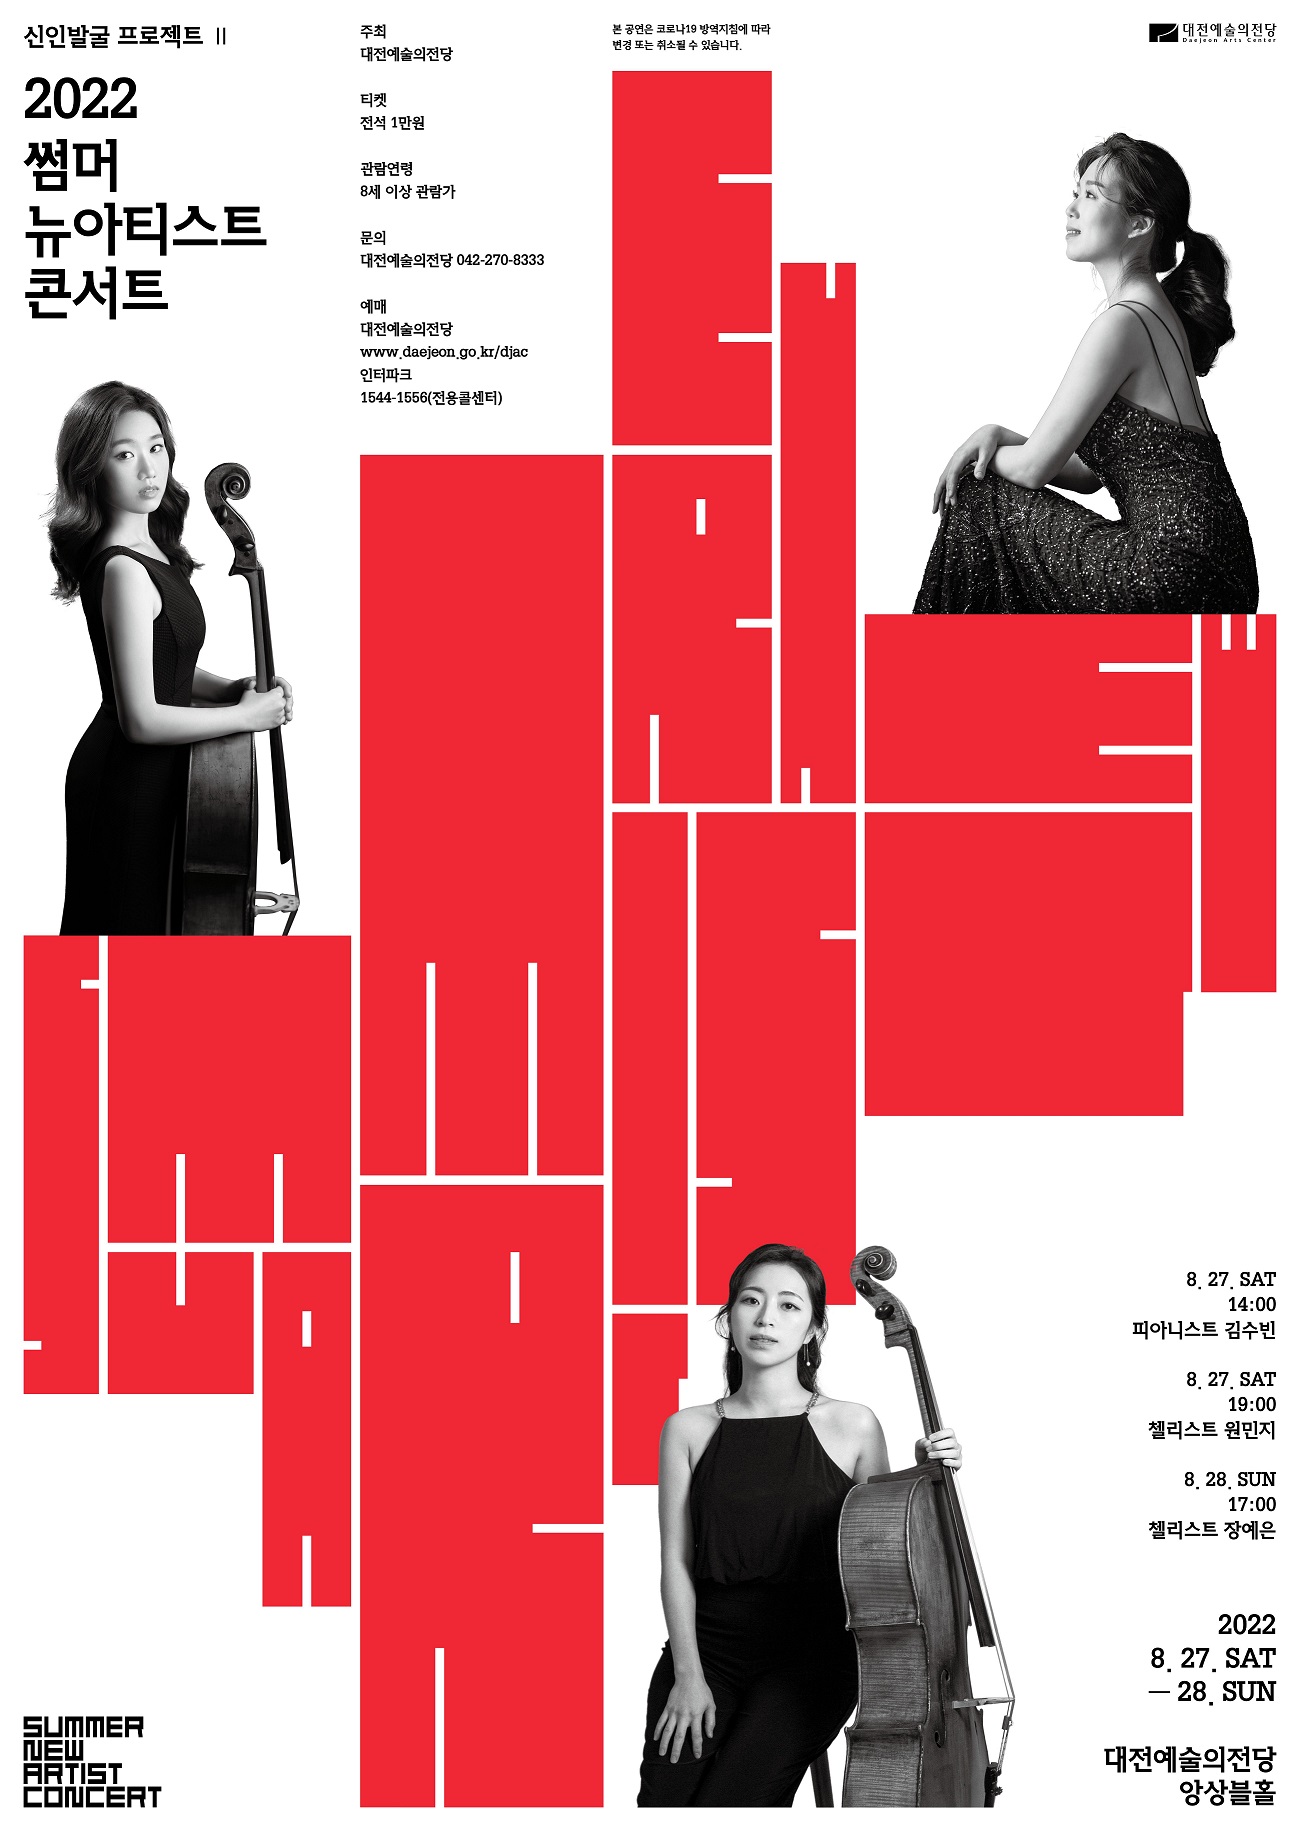 신인발굴 프로젝트 II
2022
썸머
뉴아티스트
콘서트
주최
대전예술의전당
티켓
전석 1만원
관람연령
8세 이상 관람가
문의
대전예술의전당 042-270-8333
예매
대전예술의전당
www.daejeon.go.kr/djac
인터파크
1544-1556(전용콜센터)
본 공연은 코로나19 방역지침에 따라
변경 또는 취소될 수 있습니다.
대전예술의전당
Daejeon Arts Center
8. 27. SAT
14:00
피아니스트 김수빈
8. 27. SAT
19:00
첼리스트 원민지
8. 28. SUN
17:00
첼리스트 장예은
2022
8. 27. SAT
— 28. SUN
대전예술의전당
앙상블홀
SUMMER
NEW
ARTIST
CONCERT